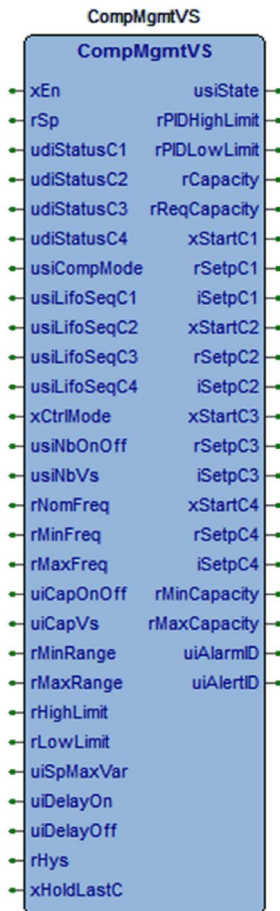 CompMgmtVS
CompMgmtVS
xEn usiState
rSp rPIDHighLimit
udiStatusC1 rPIDLowLimit
udiStatusC2 rCapacity
udiStatusC3 rReqCapacity
udiStatusC4 xStartC1
usiCompMode rSetpC1
usiLifoSeqC1 iSetpC1
usiLifoSeqC2 xStartC2
usiLifoSeqC3 rSetpC2
usiLifoSeqC4 iSetpC2
xCtrlMode xStartC3
usiNbOnOff rSetpC3
usiNbVs iSetpC3
rNomFreq xStartC4
rMinFreq rSetpC4
rMaxFreq iSetpC4
uiCapOnOff rMinCapacity
uiCapVs rMaxCapacity
rMinRange uiAlarmID
rMaxRange uiAlertID
rHighLimit
rLowLimit
uiSpMaxVar
uiDelayOn
uiDelayOff
rHys
xHoldLastC